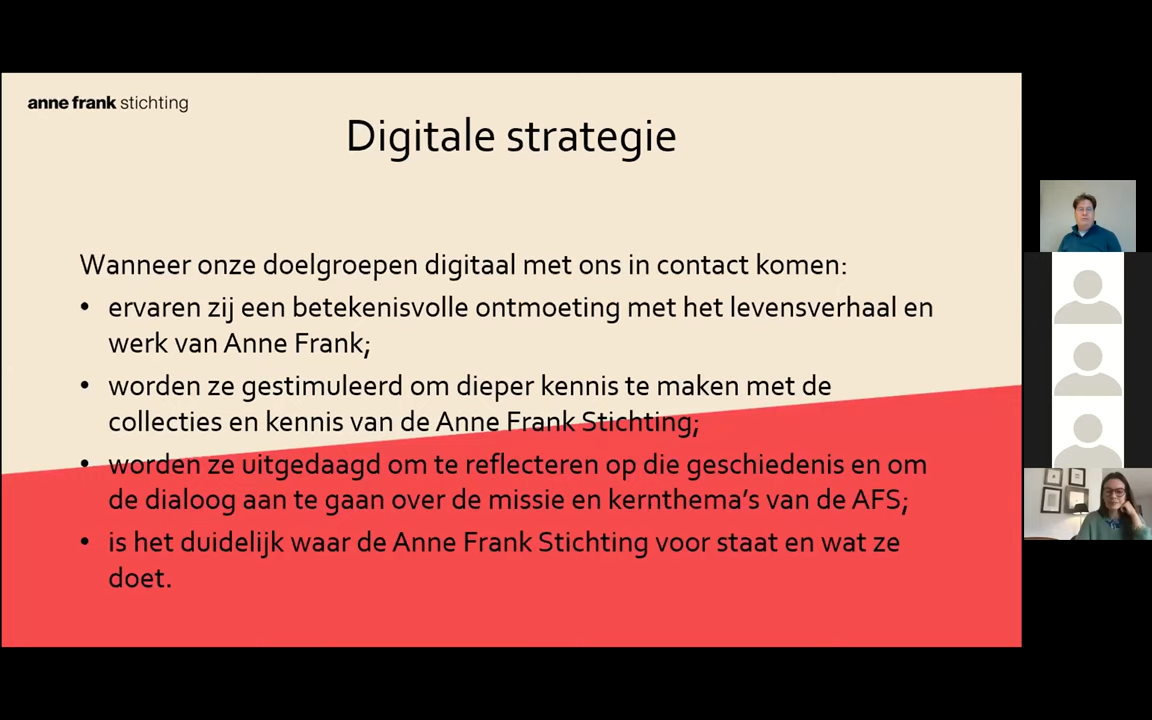 anne frank stichting
Digitale strategie
Wanneer onze doelgroepen digitaal met ons in contact komen:
• ervaren zij een betekenisvolle ontmoeting met het levensverhaal en
werk van Anne Frank;
• worden ze gestimuleerd om dieper kennis te maken met de
collecties en kennis van de Anne Frank Stichting;
• worden ze uitgedaagd om te reflecteren op die geschiedenis en om
de dialoog aan te gaan over de missie en kernthema’s van de AFS;
• is het duidelijk waar de Anne Frank Stichting voor staat en wat ze
doet.